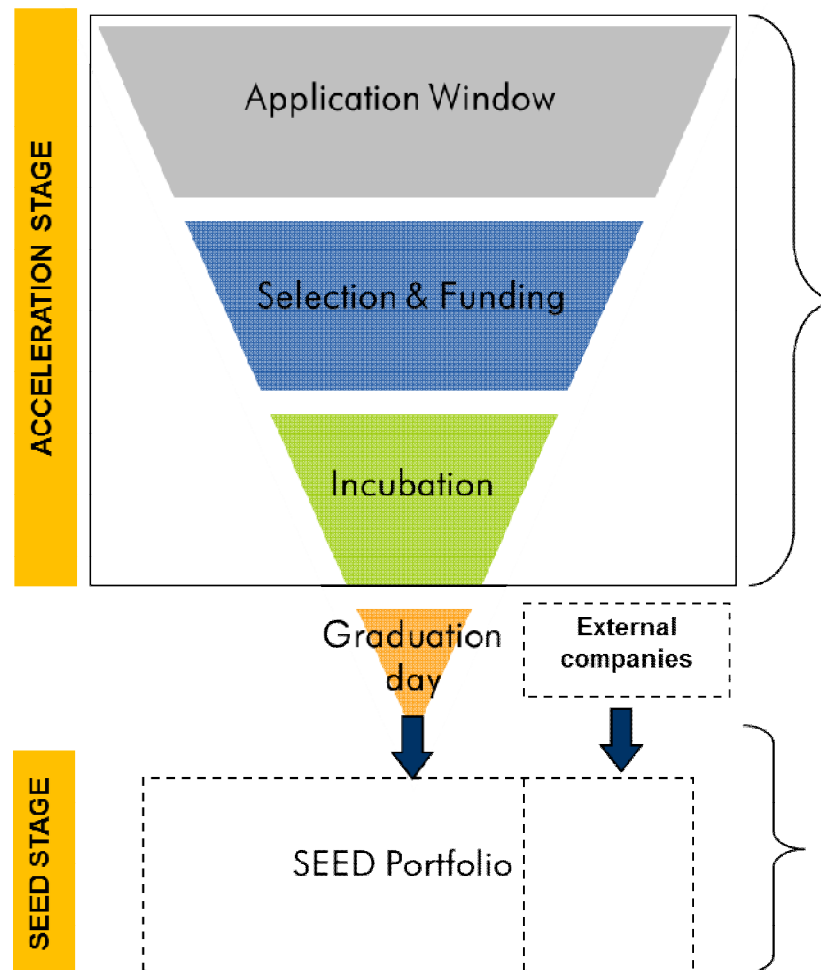 ACCELERATION STAGE
Application Window
Selection & Funding
Incubation
Graduation
day
External
companies
SEED STAGE
SEED Portfolio